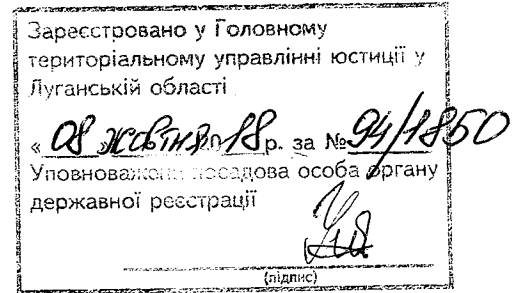 Зареєстровано у Головному
територіальному управлінні юстиції у
Луганській області
« 08 » жовтня 2018 р. за № 94/1850
Уповноважена посадова особа органу
державної реєстрації
(підпис)